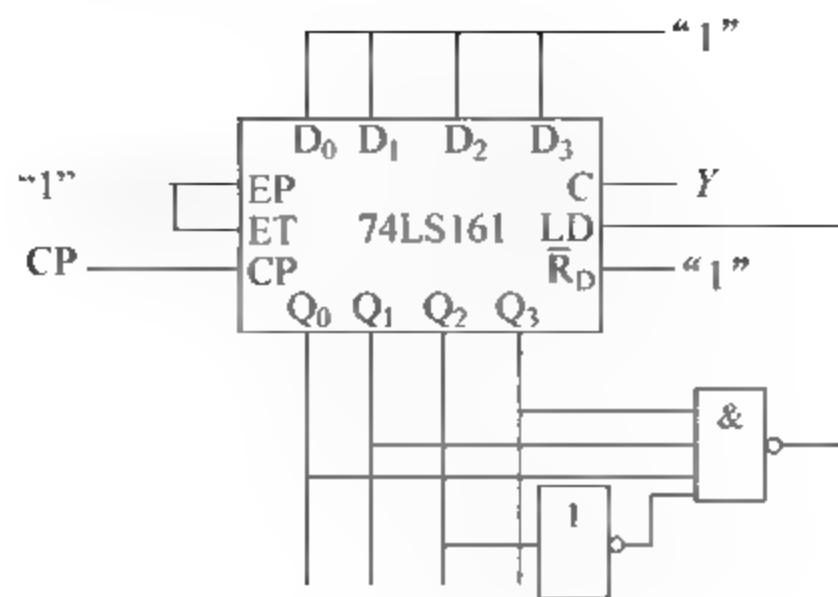 “1”
D₀ D₁ D₂ D₃
“1” EP C Y
ET 74LS161 LD
CP CP R̅D “1”
Q₀ Q₁ Q₂ Q₃
&
1